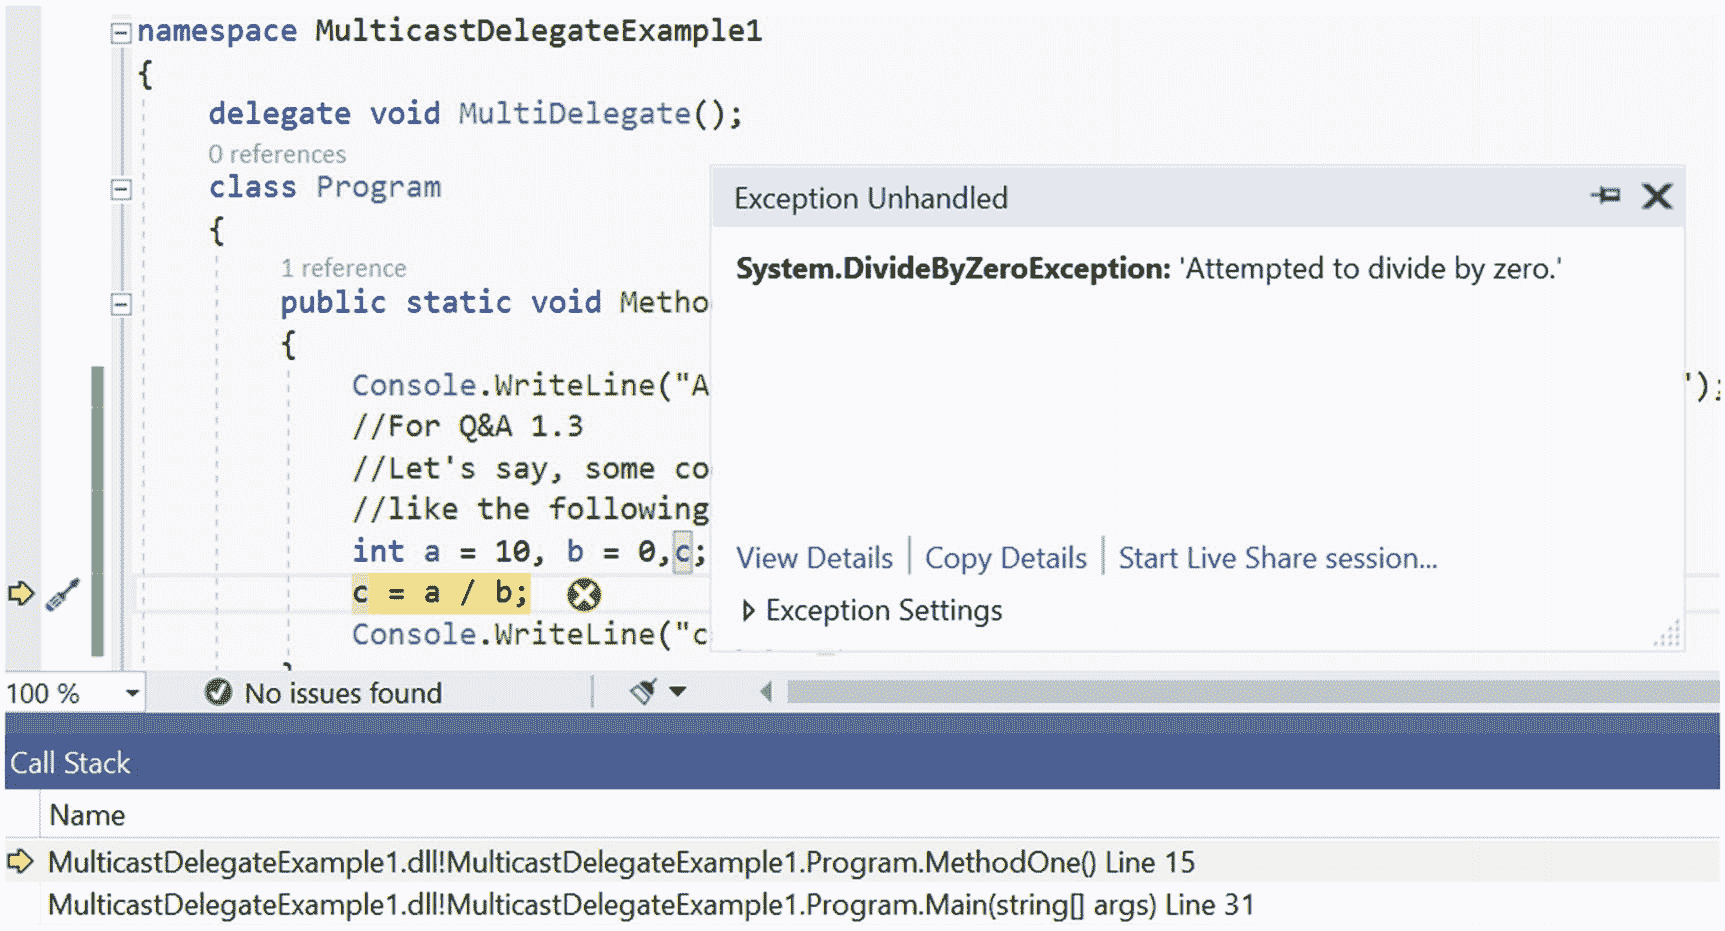 namespace MulticastDelegateExample1
{
delegate void MultiDelegate();
0 references
class Program
{
1 reference
public static void Metho
{
Console.WriteLine("A
");
//For Q&A 1.3
//Let's say, some co
//like the following
int a = 10, b = 0,c;
c = a / b;
Console.WriteLine("c
Exception Unhandled
System.DivideByZeroException: 'Attempted to divide by zero.'
View Details | Copy Details | Start Live Share session...
Exception Settings
100 % No issues found
Call Stack
Name
MulticastDelegateExample1.dll!MulticastDelegateExample1.Program.MethodOne() Line 15
MulticastDelegateExample1.dll!MulticastDelegateExample1.Program.Main(string[] args) Line 31